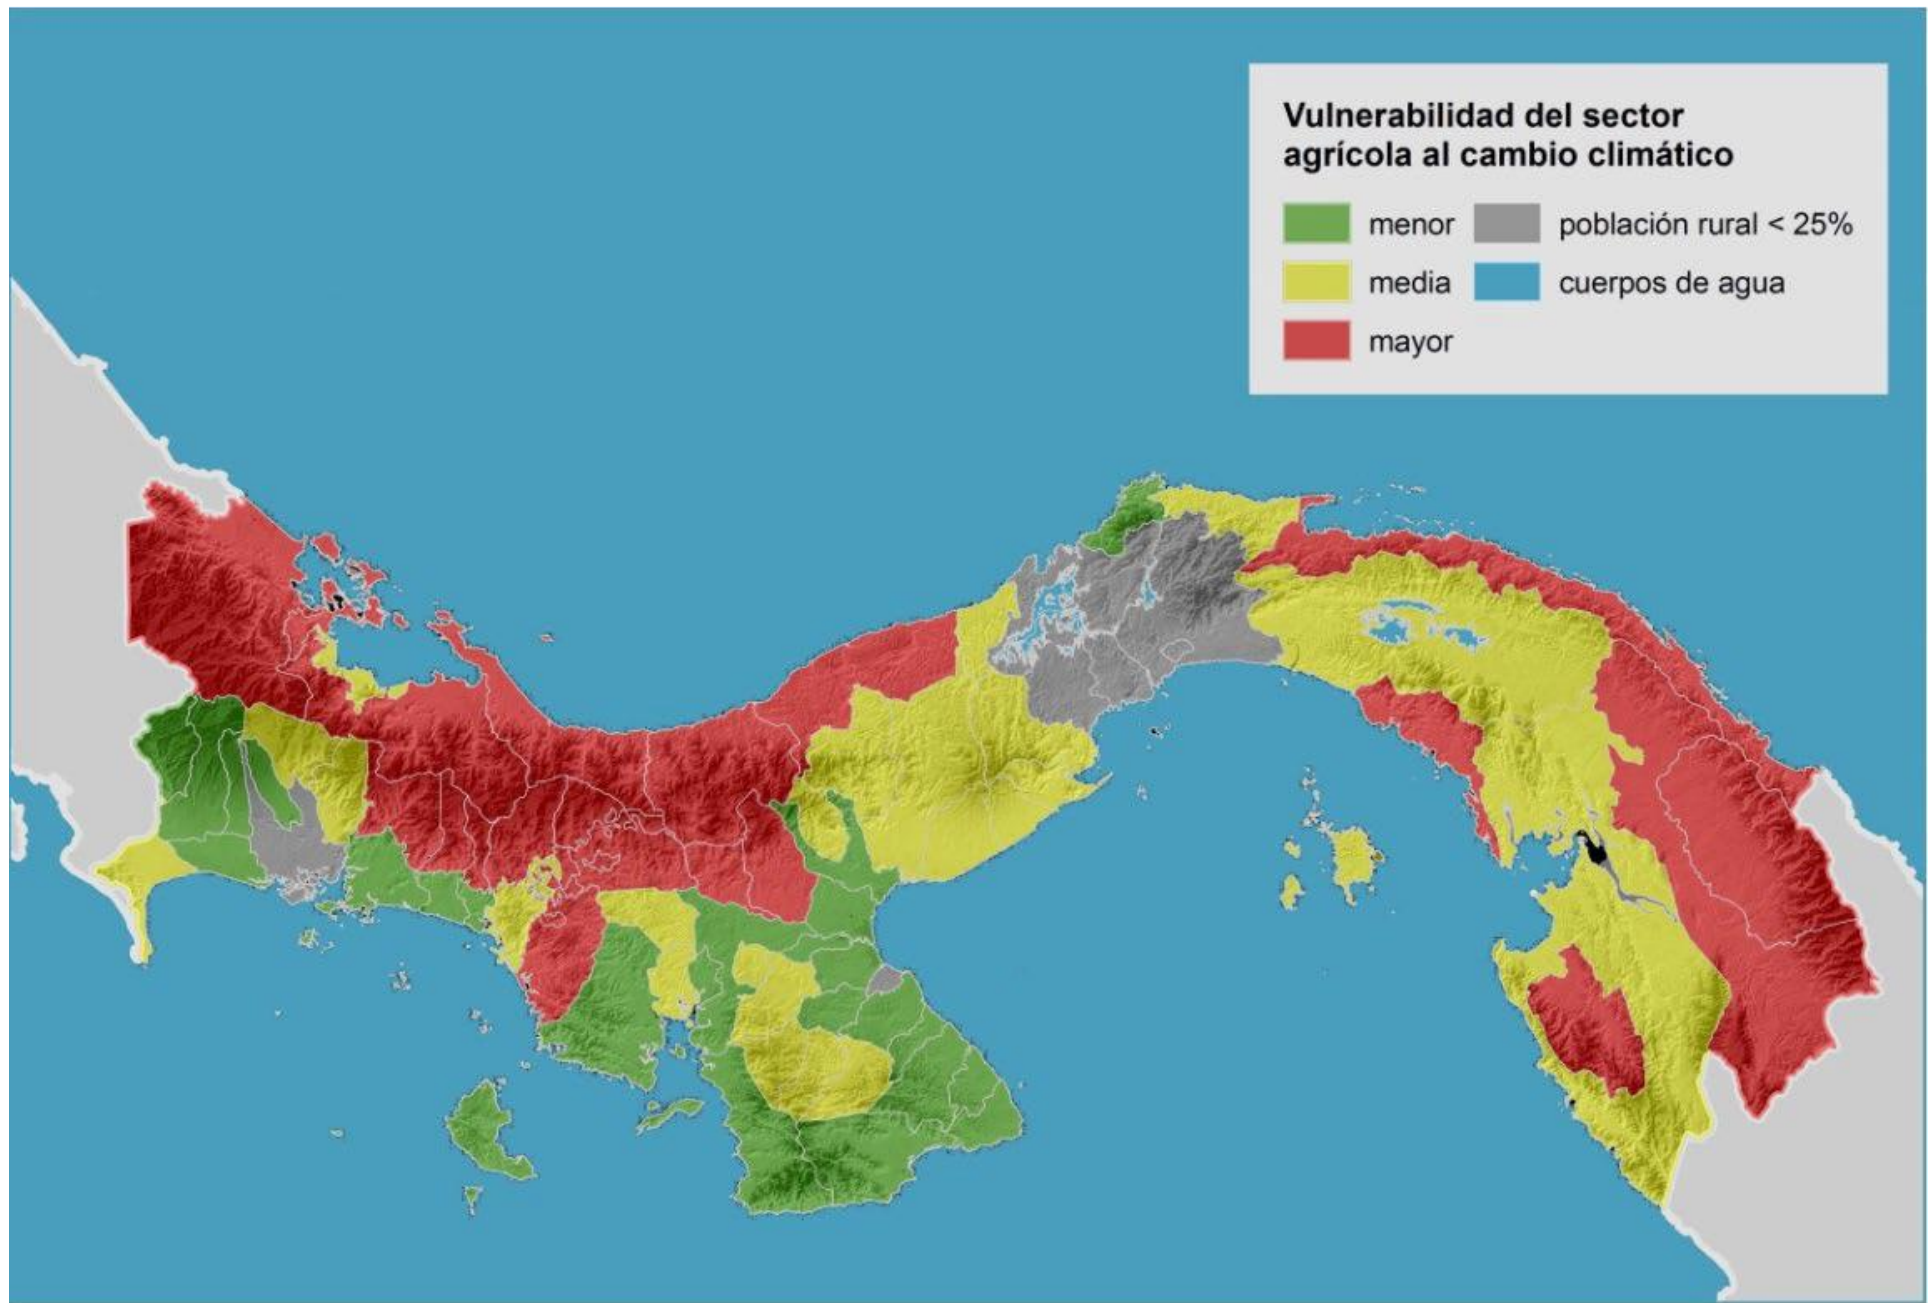 Vulnerabilidad del sector
agrícola al cambio climático
menor
población rural < 25%
media
cuerpos de agua
mayor